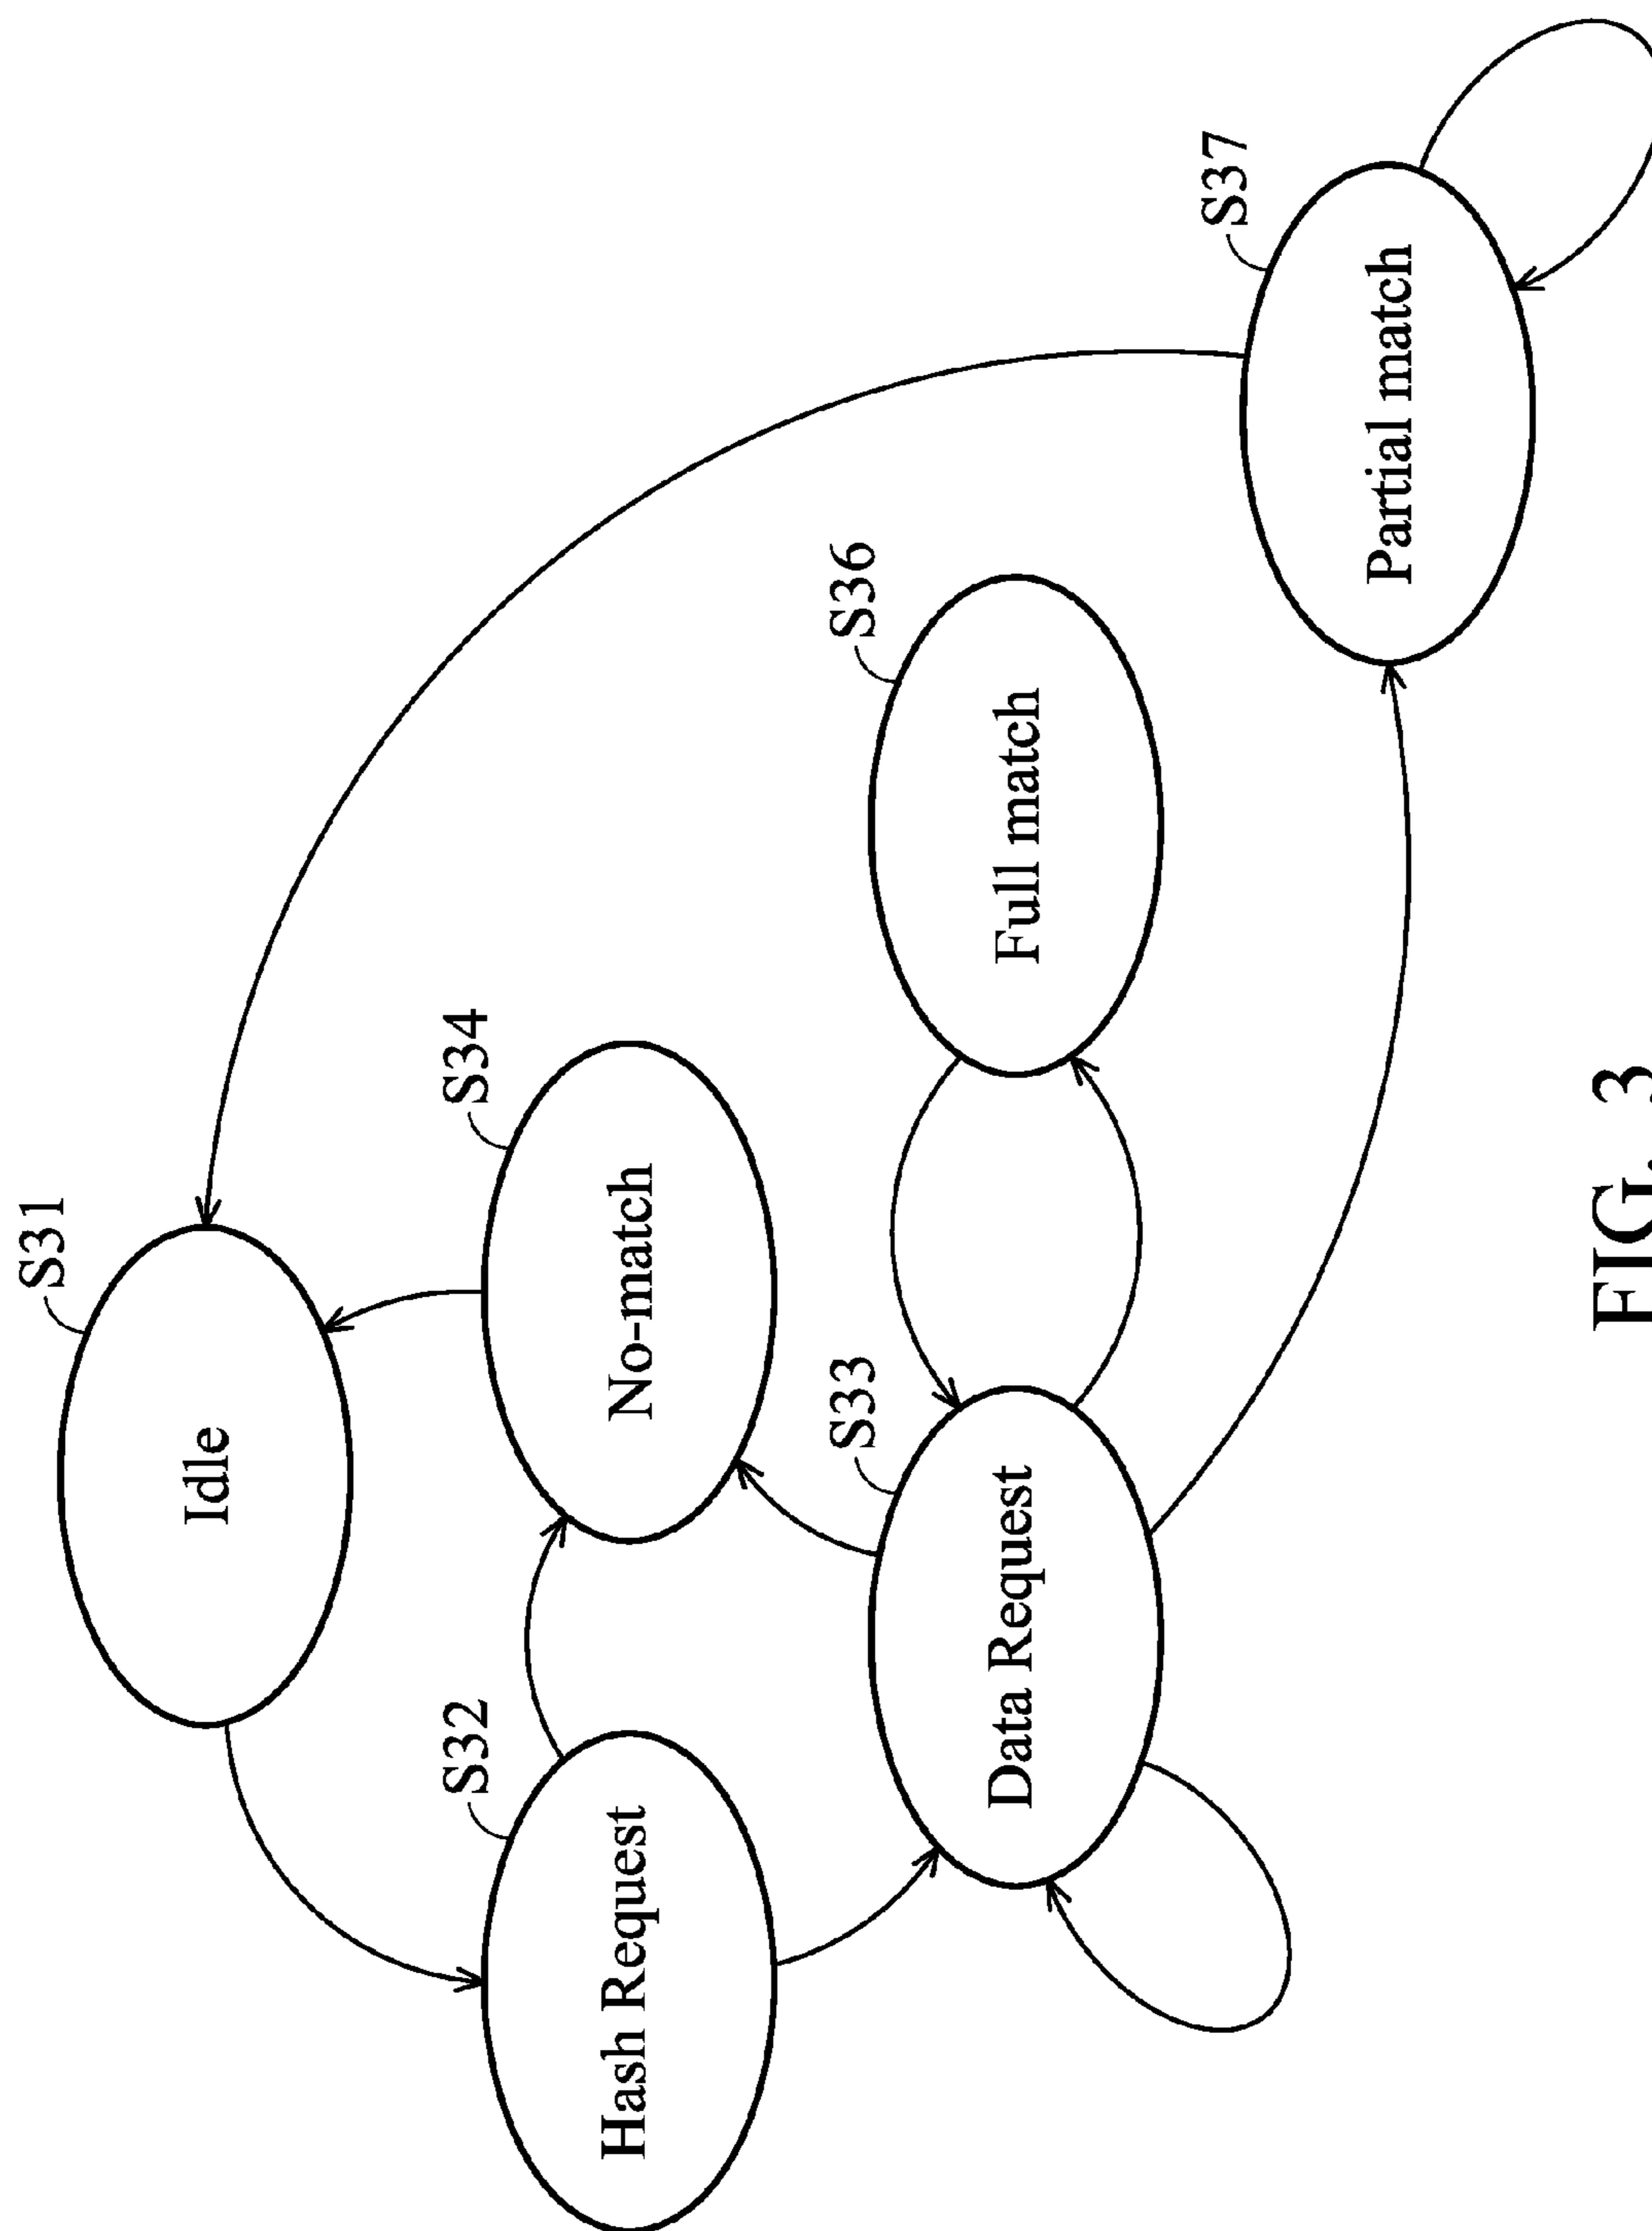 S31
Idle
S32
Hash Request
S34
No-match
S33
Data Request
S36
Full match
S37
Partial match
FIG. 3